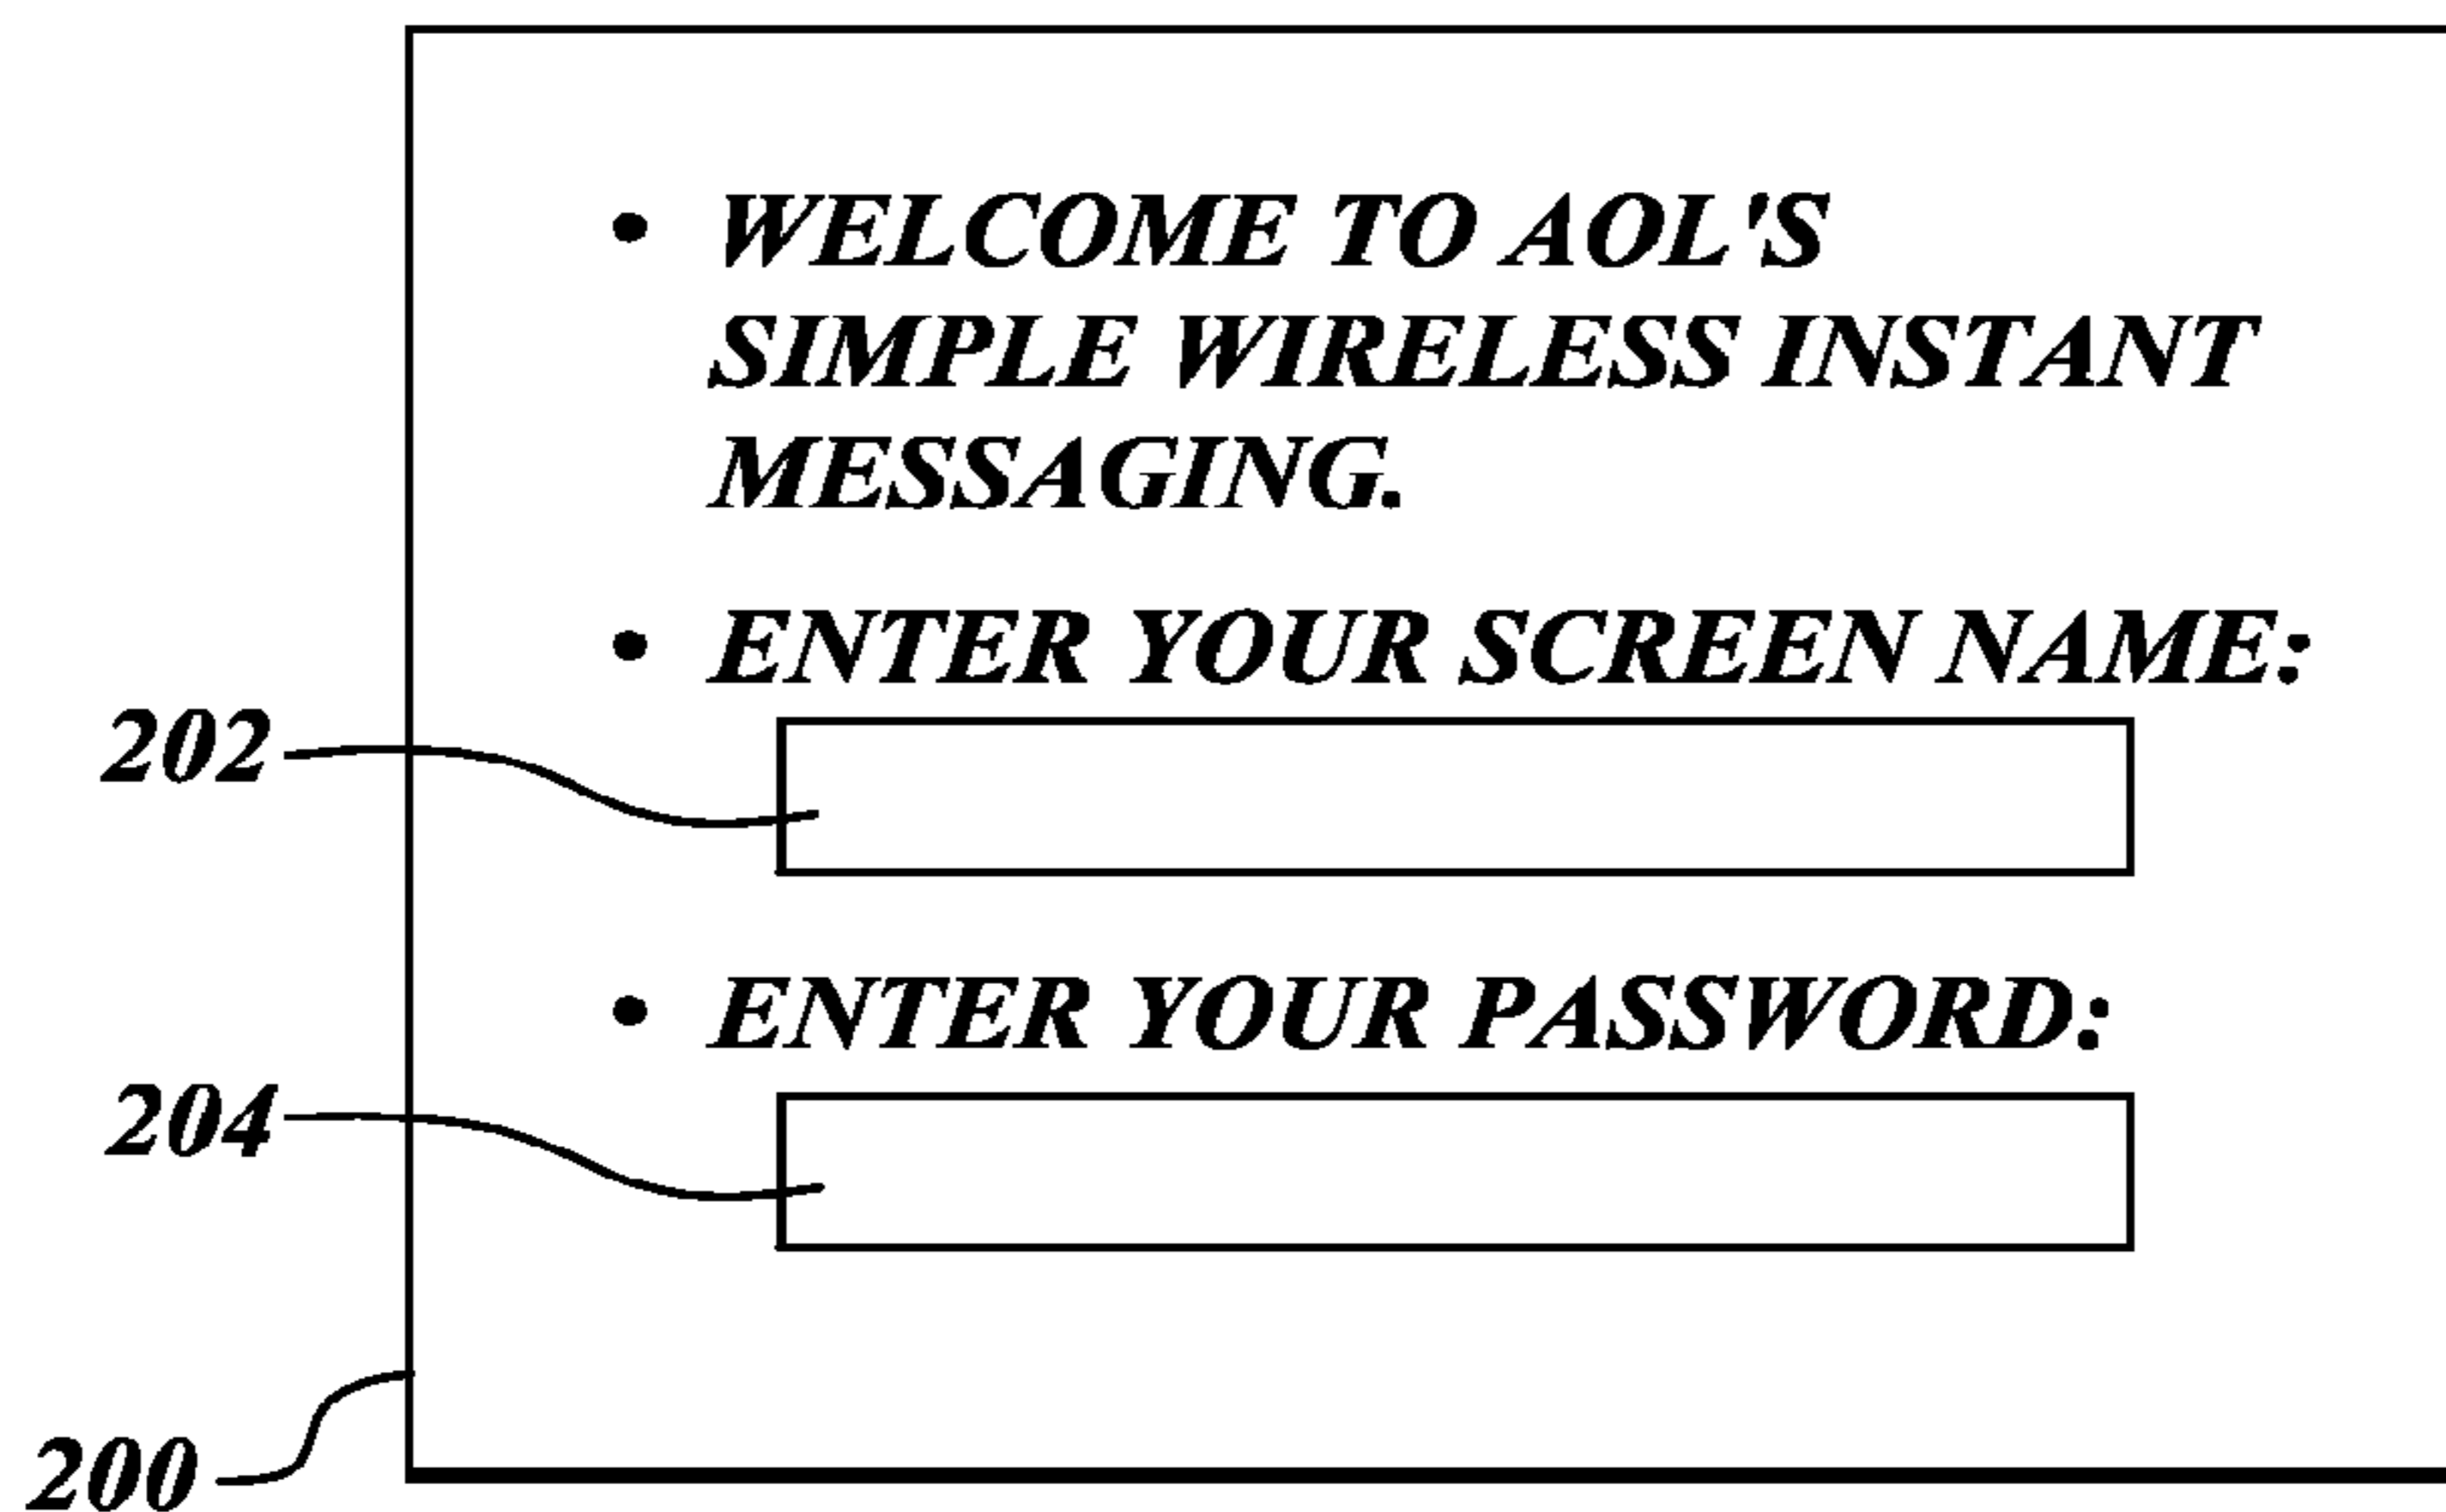 • WELCOME TO AOL'S
SIMPLE WIRELESS INSTANT
MESSAGING.
• ENTER YOUR SCREEN NAME:
202
• ENTER YOUR PASSWORD:
204
200